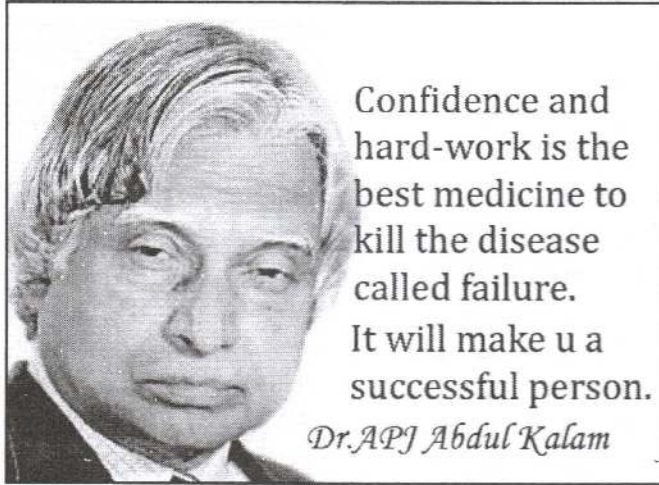 Confidence and
hard-work is the
best medicine to
kill the disease
called failure.
It will make u a
successful person.
Dr.APJ Abdul Kalam